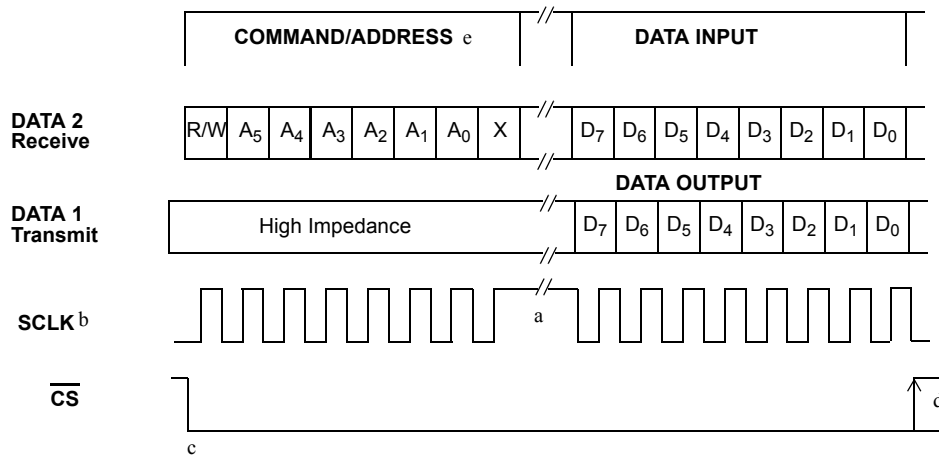 COMMAND/ADDRESS e
DATA INPUT
DATA 2
Receive
R/W A5 A4 A3 A2 A1 A0 X
D7 D6 D5 D4 D3 D2 D1 D0
DATA OUTPUT
DATA 1
Transmit
High Impedance
D7 D6 D5 D4 D3 D2 D1 D0
SCLK b
a
CS
c
d